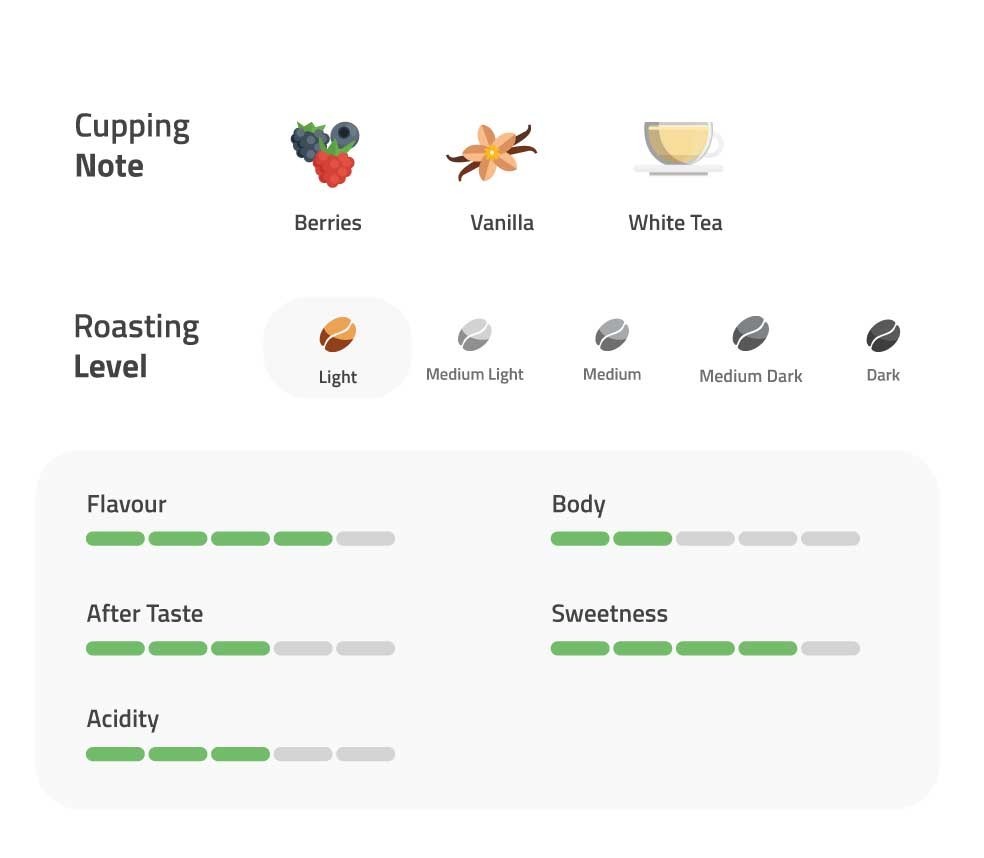 Cupping
Note
Berries
Vanilla
White Tea
Roasting
Level
Light
Medium Light
Medium
Medium Dark
Dark
Flavour
Body
After Taste
Sweetness
Acidity